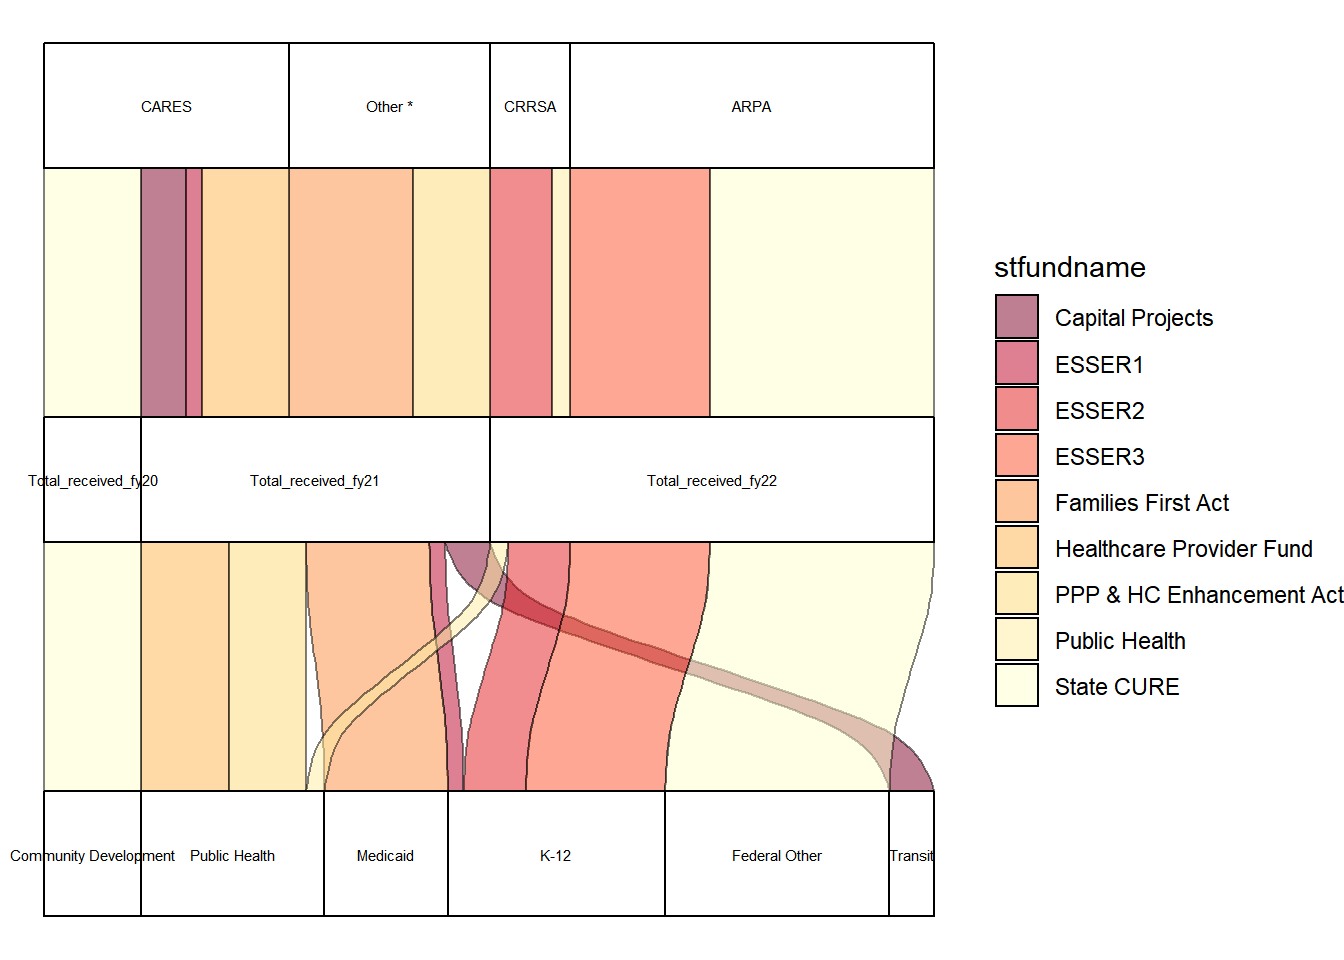 CARES
Other *
CRRSA
ARPA
Total_received_fy20
Total_received_fy21
Total_received_fy22
Community Development
Public Health
Medicaid
K-12
Federal Other
Transit
stfundname
Capital Projects
ESSER1
ESSER2
ESSER3
Families First Act
Healthcare Provider Fund
PPP & HC Enhancement Act
Public Health
State CURE